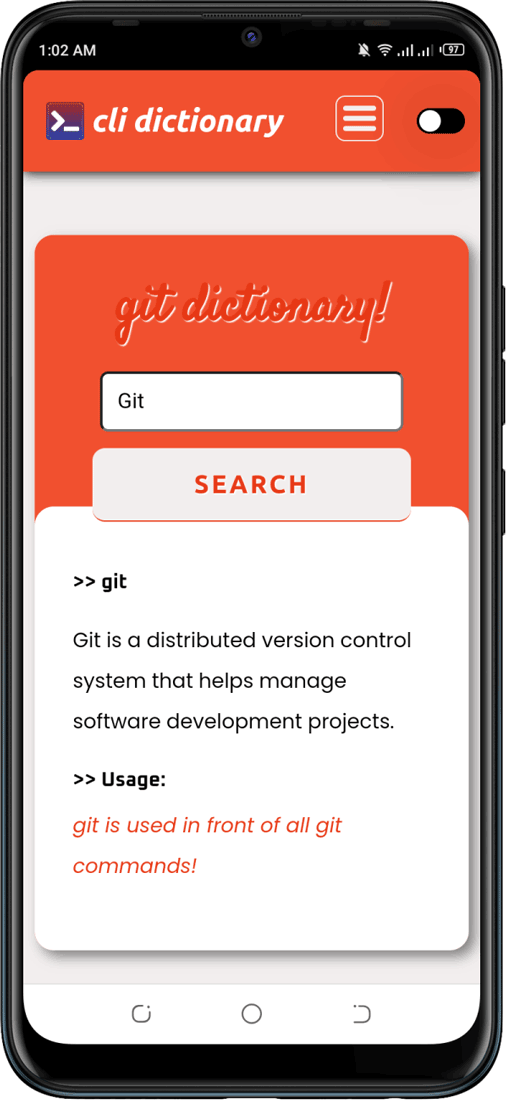 1:02 AM 97
>_ cli dictionary
git dictionary!
Git
SEARCH
>> git
Git is a distributed version control
system that helps manage
software development projects.
>> Usage:
git is used in front of all git
commands!